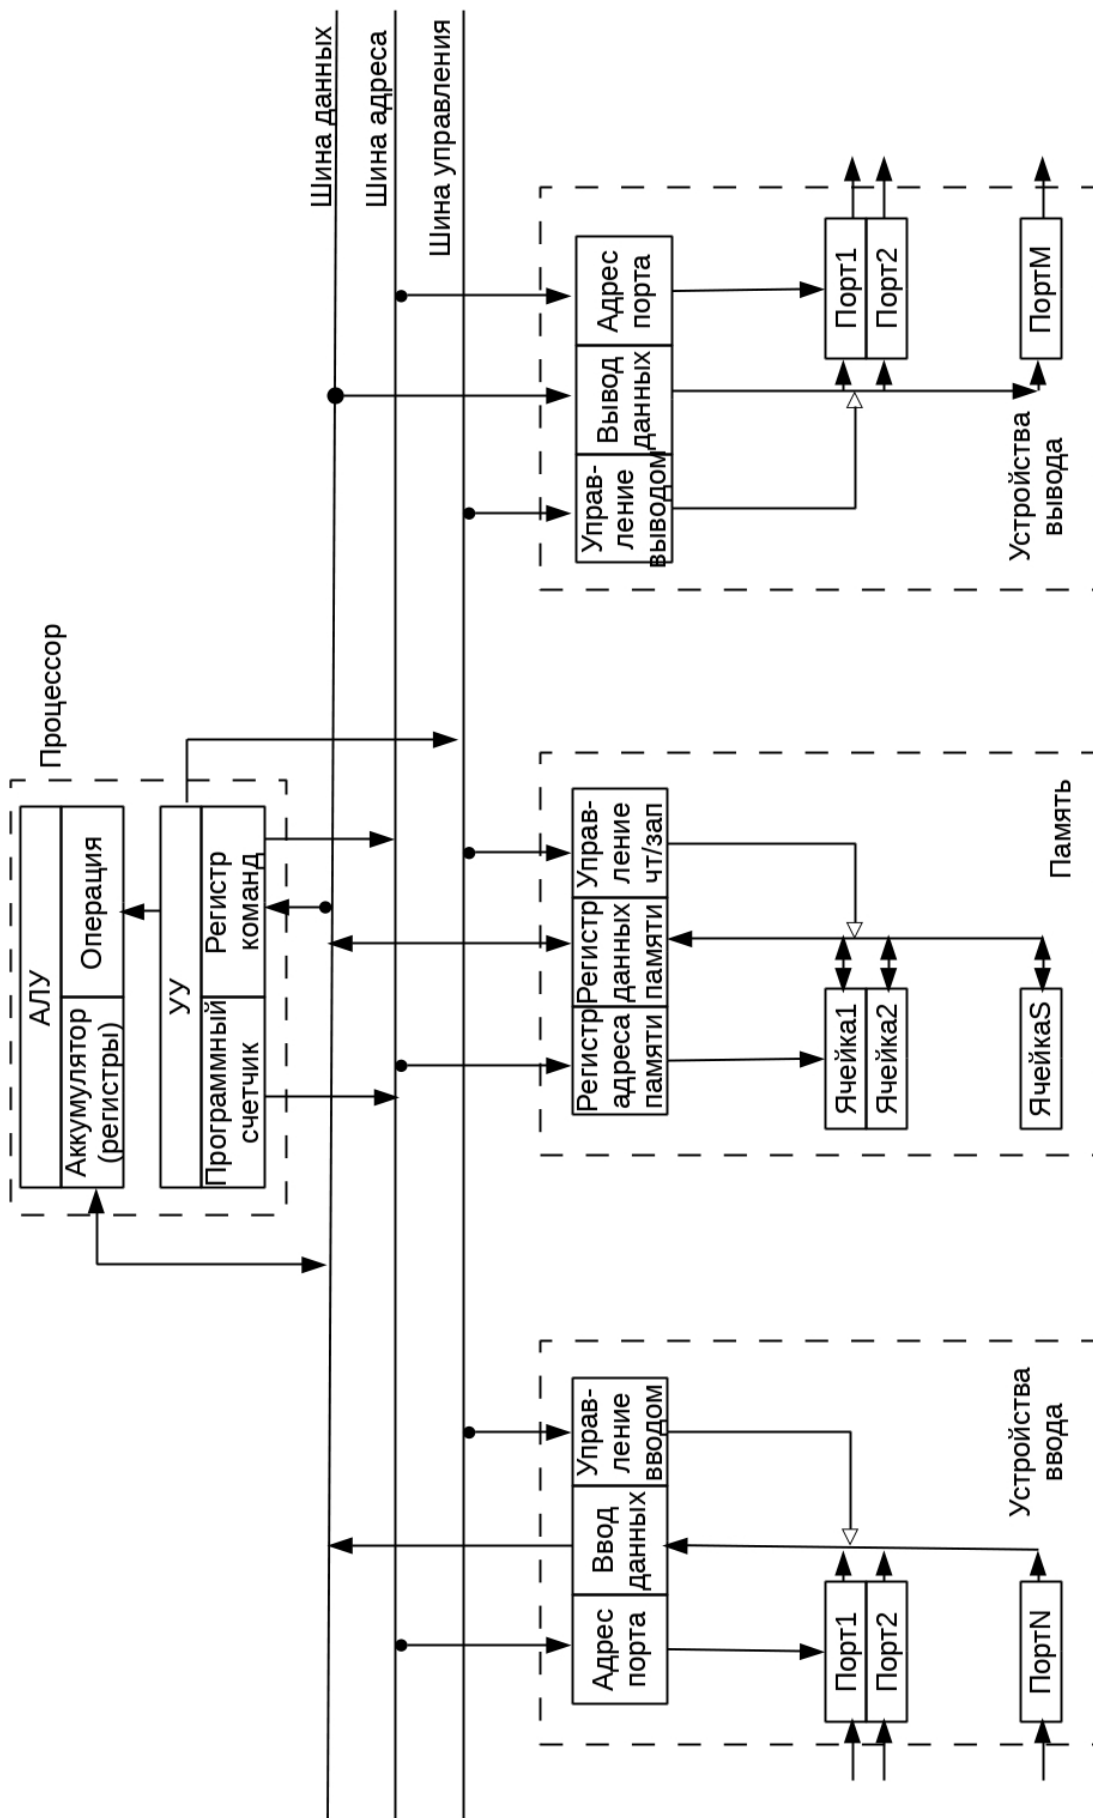 Процессор
АЛУ
Аккумулятор
(регистры)
Операция
УУ
Программный
счетчик
Регистр
команд
Шина данных
Шина адреса
Шина управления
Адрес
порта
Ввод
данных
Управ-
ление
вводом
Порт1
Порт2
ПортN
Устройства
ввода
Регистр
адреса
памяти
Регистр
данных
памяти
Управ-
ление
чт/зап
Ячейка1
Ячейка2
ЯчейкаS
Память
Управ-
ление
выводом
Вывод
данных
Адрес
порта
Порт1
Порт2
ПортM
Устройства
вывода